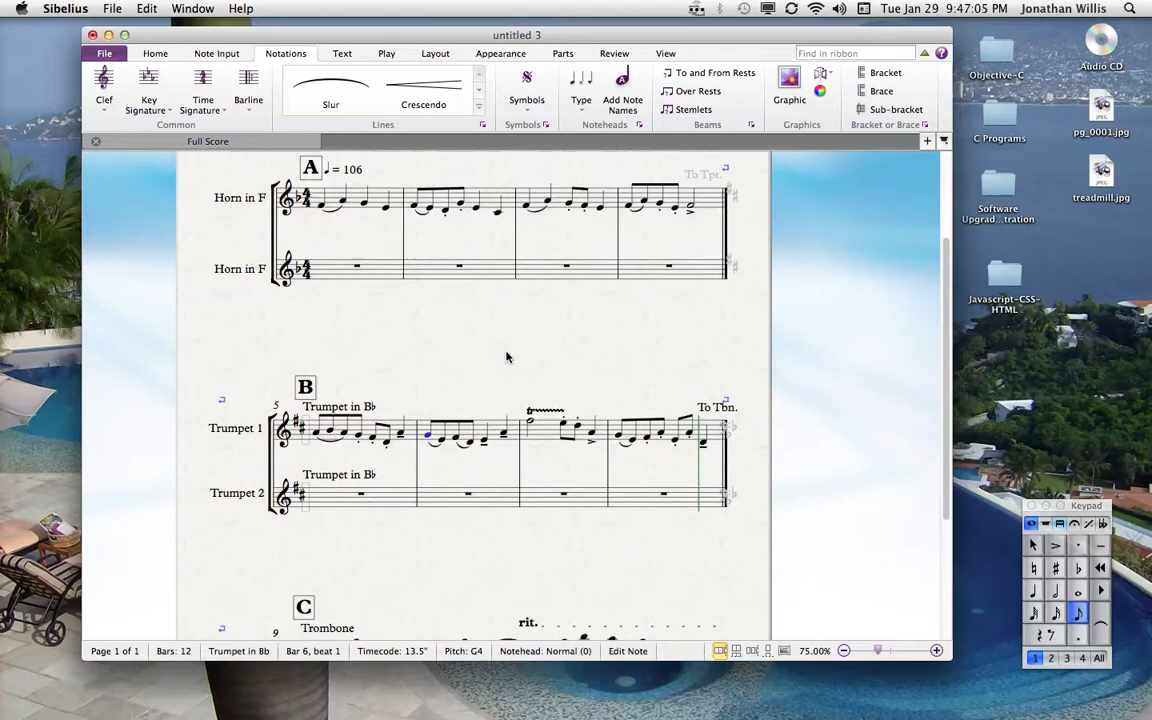 Sibelius File Edit Window Help Tue Jan 29 9:47:05 PM Jonathan Willis
untitled 3
File Home Note Input Notations Text Play Layout Appearance Parts Review View Find in ribbon
Clef Key Signature Time Signature Barline
Common
Slur Crescendo
Lines
Symbols
Symbols
Type Add Note Names
Noteheads
To and From Rests
Over Rests
Stemlets
Beams
Graphic
Graphics
Bracket
Brace
Sub-bracket
Bracket or Brace
Full Score
A ♩ = 106 To Tpt.
Horn in F
Horn in F
B
5 Trumpet in B♭ To Tbn.
Trumpet 1
Trumpet in B♭
Trumpet 2
C
9 Trombone rit.
Page 1 of 1 Bars: 12 Trumpet in Bb Bar 6, beat 1 Timecode: 13.5" Pitch: G4 Notehead: Normal (0) Edit Note 75.00%
Objective-C
Audio CD
C Programs
pg_0001.jpg
Software Upgrad...tration
treadmill.jpg
Javascript-CSS-HTML
Keypad
1 2 3 4 All